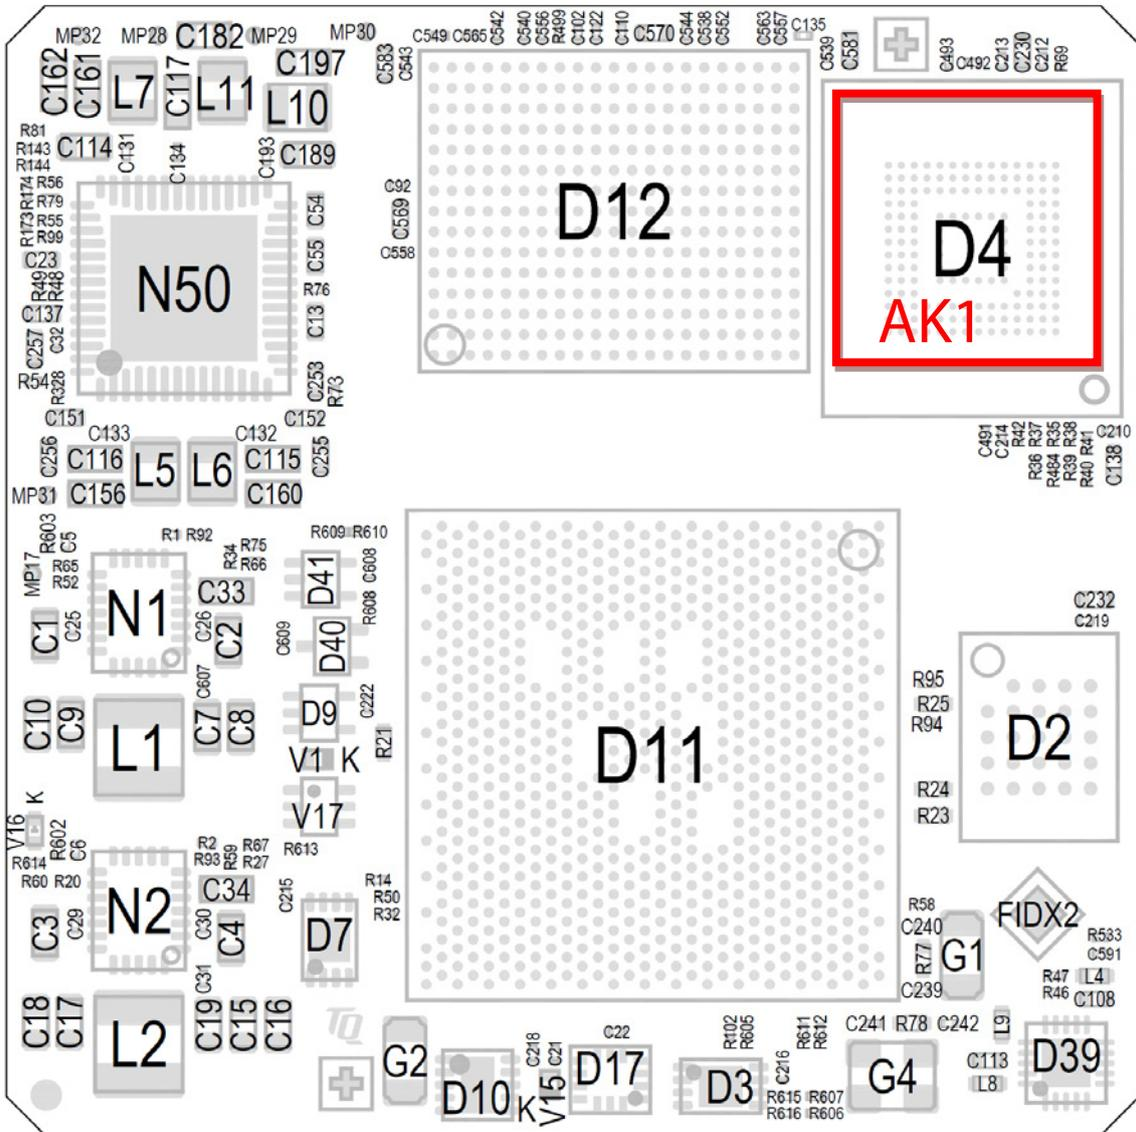 MP32 MP28 C182 MP29 MP30
C162 C161 L7 C117 L11 C197 L10
C583 C543 C549 C565 C542 C540 C556 R499 C102 C122 C110 C570 C544 C538 C552 C563 C557 C135
C539 C581 C493 C492 C213 C230 C212 R69
R81
R143 C114 C131 C134 C193 C189
R144
R174 R56
R79
R173 R55
R99
C23
R49 R48
C137
C257 C32
R54 R328
N50
C54
C55
R76
C13
C253 R73
C92
C569
C558
D12
D4
AK1
C151 C152
C433 C432
C256 C116 L5 L6 C115 C255
MP31 C156 C160
C491 C214 R42 R37 R35 R38 C210
R36 R484 R39 R40 R41 C138
R603 C5 R1 R92 R34 R75
R66
MP17 R65
R52
N1
C33
C1 C25 C26 C2
R609 R610
D41 C608
R608
C609 D40
C607
D9 C222
C10 C9 L1 C7 C8
V1 K R21
V17
R613
D11
C232
C219
R95
R25
R94
D2
R24
R23
K
V16
R614 R602 C6
R60 R20
R2 R67
R93 R59 R27
N2
C34
C3 C29 C30 C4
C31
C215 D7
R14
R50
R32
C18 C17 L2 C19 C15 C16
R58
C240
R77 G1
C239
FIDX2
R533
C591
R47 L4
R46 C108
TQ
G2
D10 K
C218 C21 V15
C22
D17
R102 R605
D3
C216
R611 R612
R615 R607
R616 R606
C241 R78 C242
G4
L9
C113
L8
D39